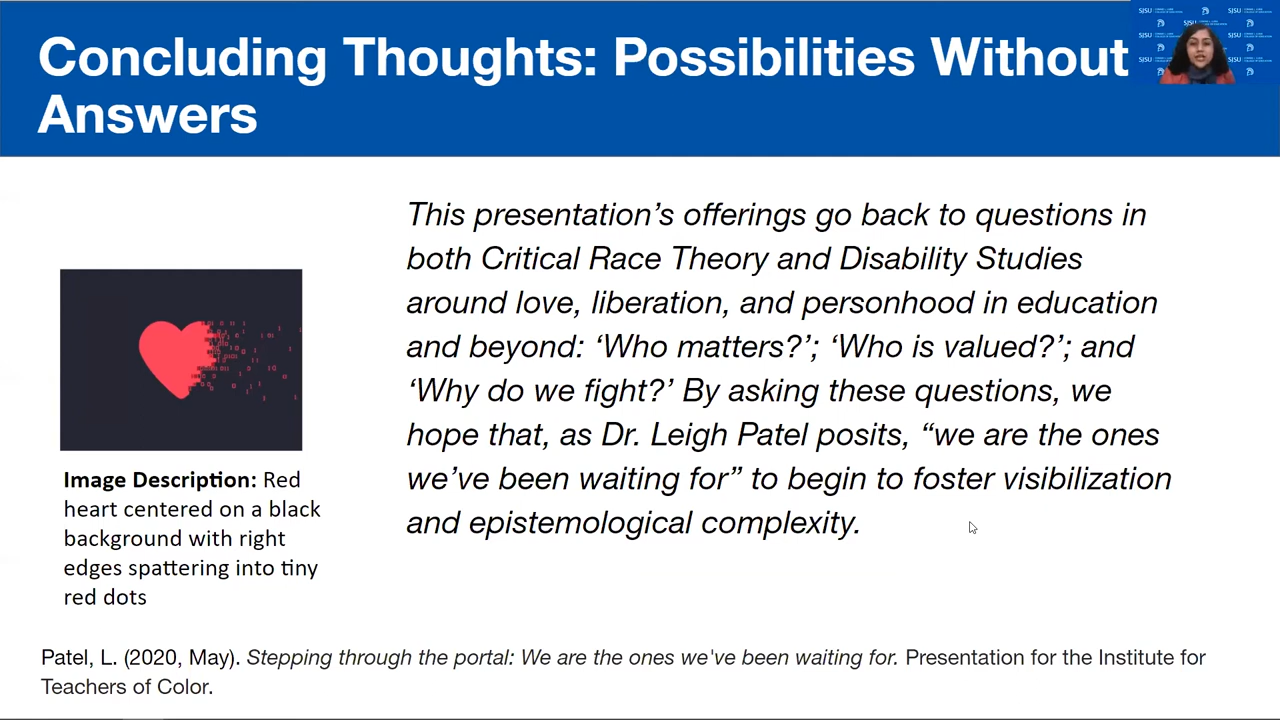 Concluding Thoughts: Possibilities Without
Answers
SJSU
SJSU
SJSU
SJSU
SJSU
This presentation’s offerings go back to questions in
both Critical Race Theory and Disability Studies
around love, liberation, and personhood in education
and beyond: ‘Who matters?’; ‘Who is valued?’; and
‘Why do we fight?’ By asking these questions, we
hope that, as Dr. Leigh Patel posits, “we are the ones
we’ve been waiting for” to begin to foster visibilization
and epistemological complexity.
Image Description: Red
heart centered on a black
background with right
edges spattering into tiny
red dots
Patel, L. (2020, May). Stepping through the portal: We are the ones we've been waiting for. Presentation for the Institute for
Teachers of Color.